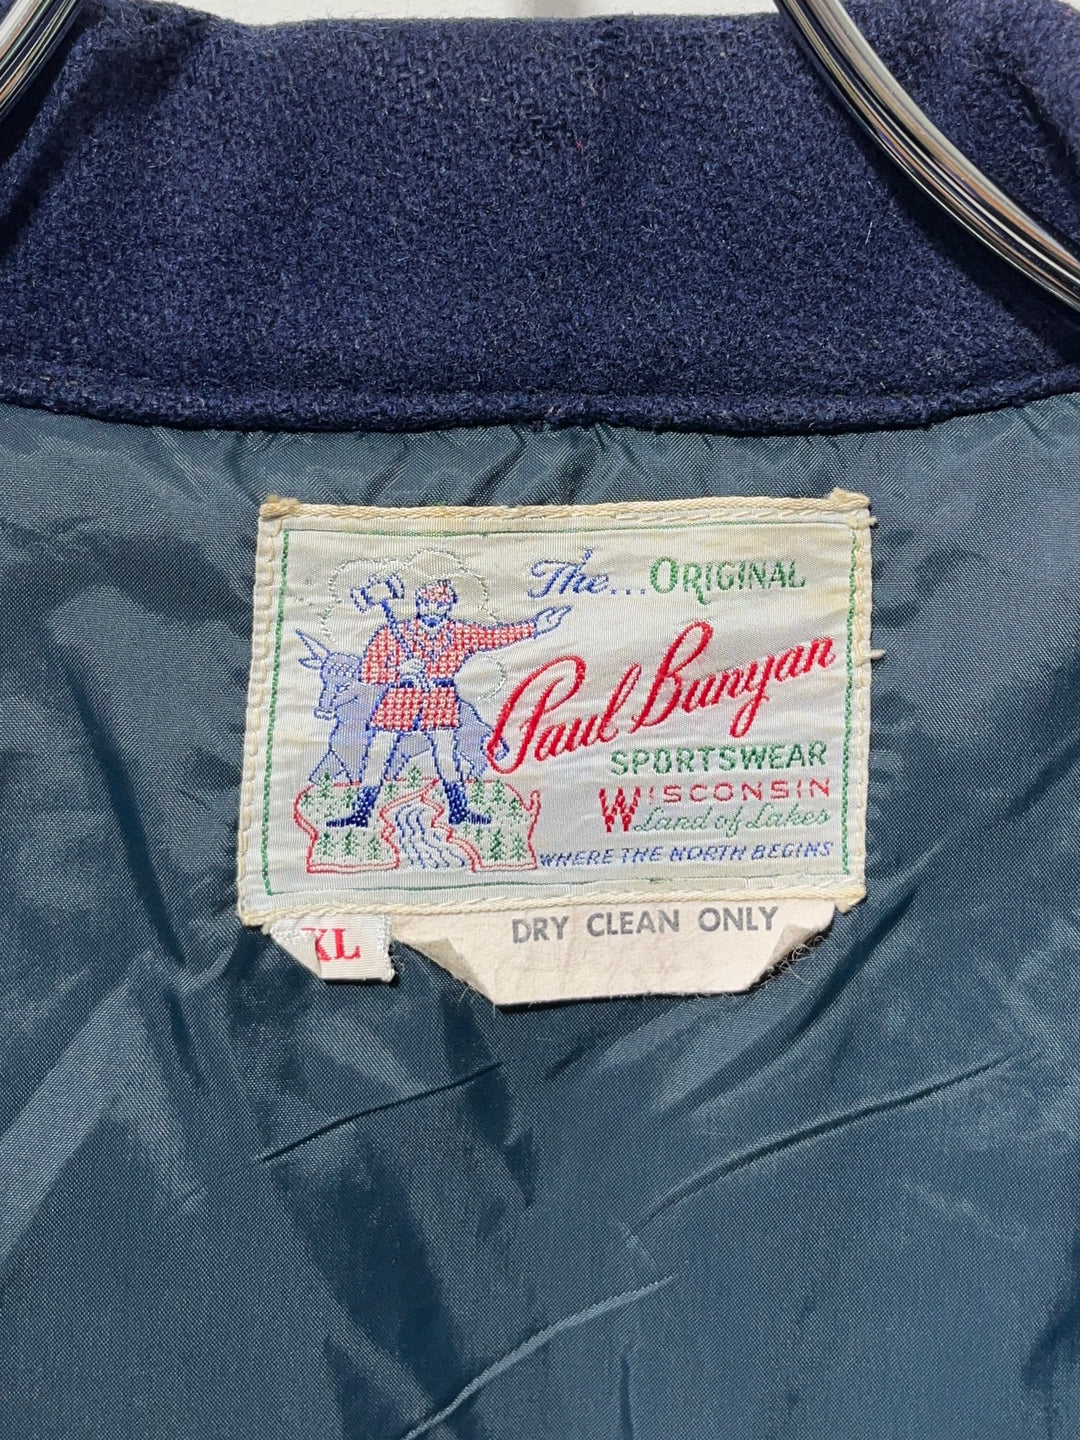 The... ORIGINAL
Paul Bunyan
SPORTSWEAR
WISCONSIN
Land of Lakes
WHERE THE NORTH BEGINS
XL
DRY CLEAN ONLY